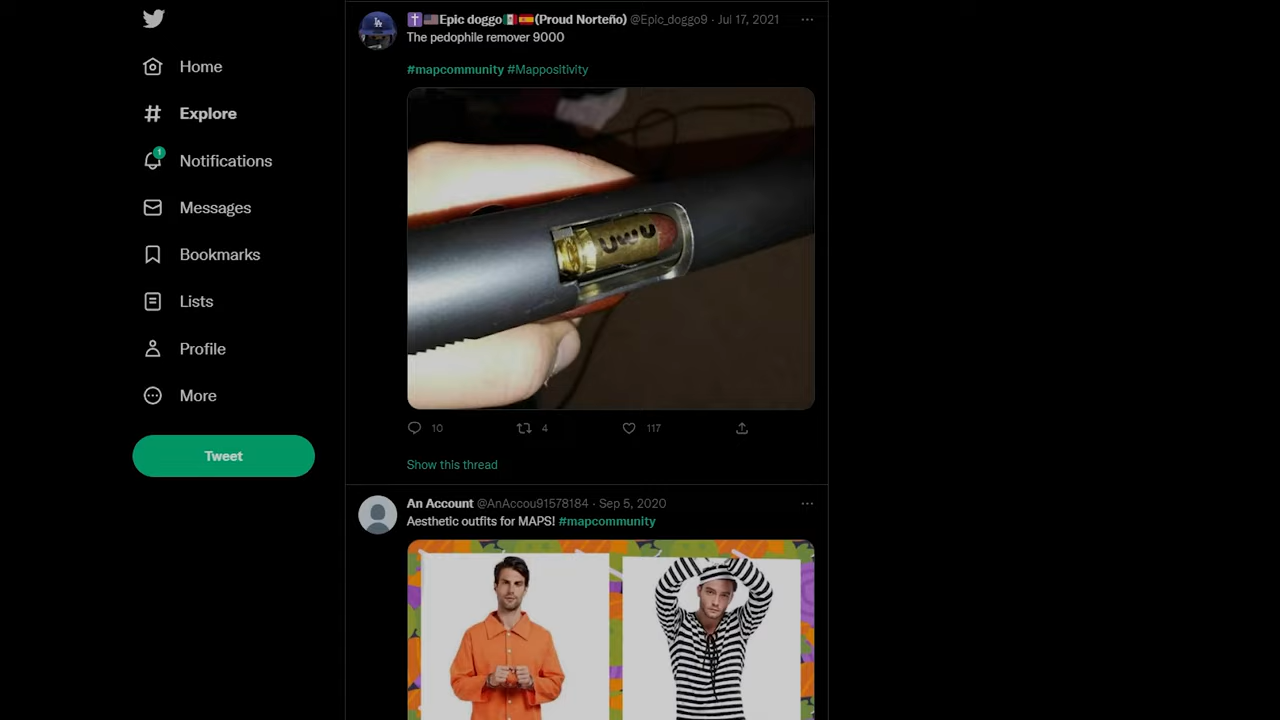 ✝️🇺🇸Epic doggo🇲🇽🇪🇸(Proud Norteño) @Epic_doggo9 · Jul 17, 2021
The pedophile remover 9000
#mapcommunity #Mappositivity
Home
Explore
1
Notifications
Messages
Bookmarks
Lists
Profile
More
Tweet
UWU
10 4 117
Show this thread
An Account @AnAccou91578184 · Sep 5, 2020
Aesthetic outfits for MAPS! #mapcommunity